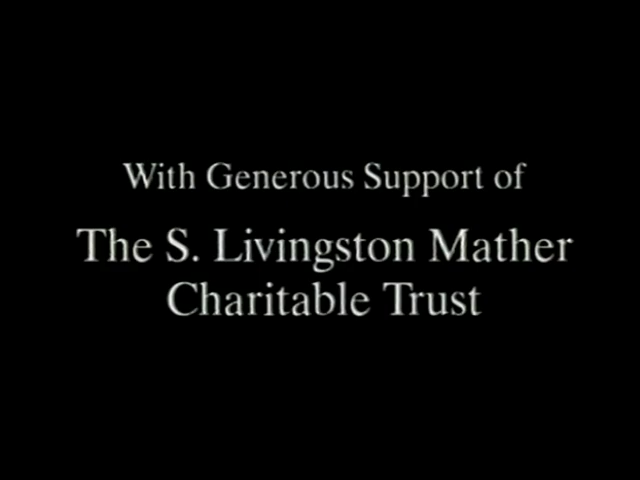 With Generous Support of
The S. Livingston Mather
Charitable Trust